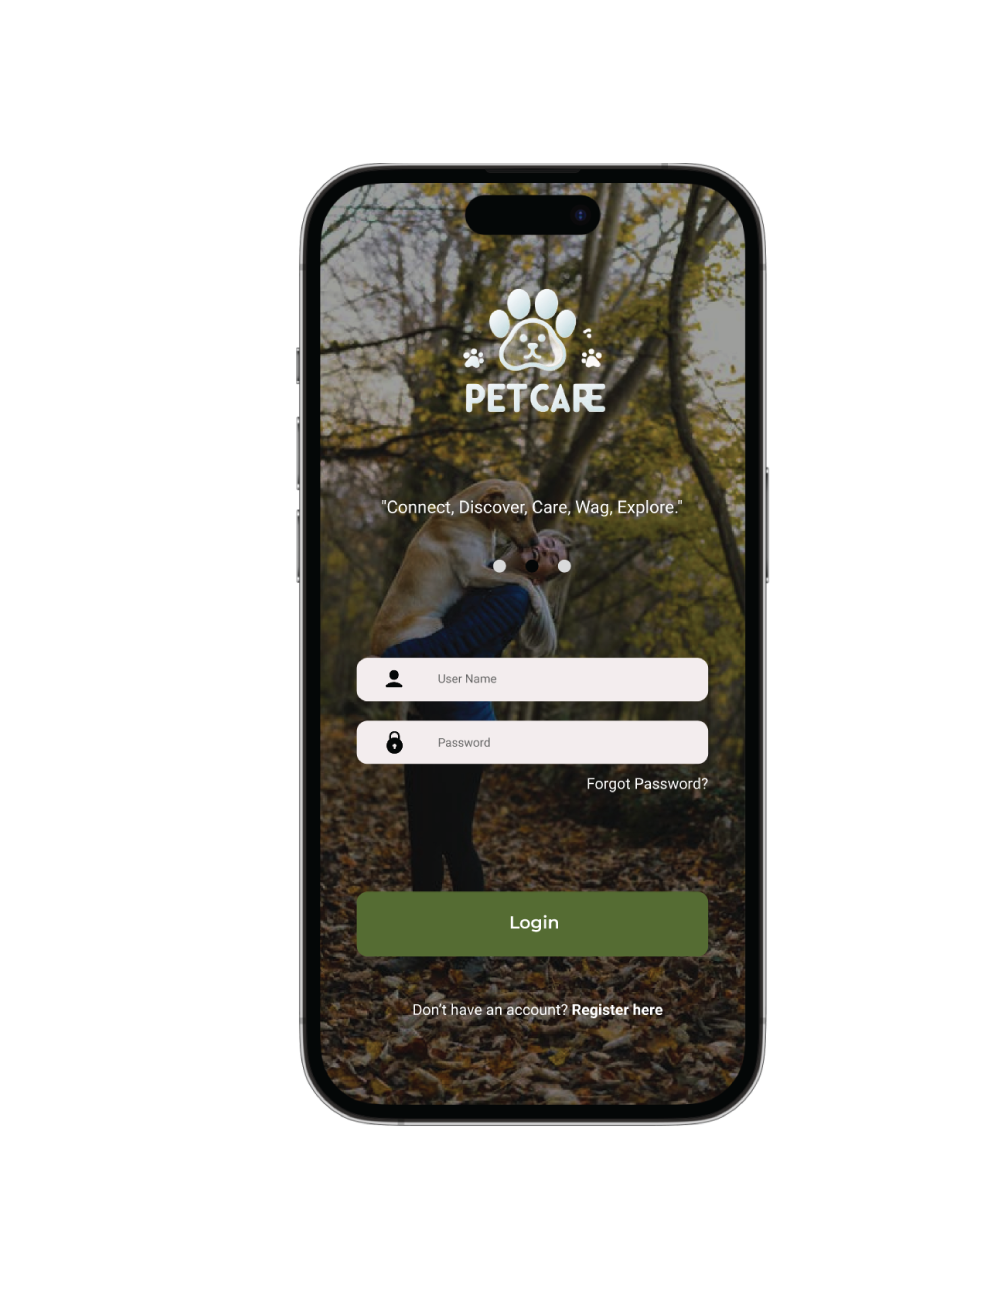 PETCARE
"Connect, Discover, Care, Wag, Explore."
User Name
Password
Forgot Password?
Login
Don't have an account? Register here